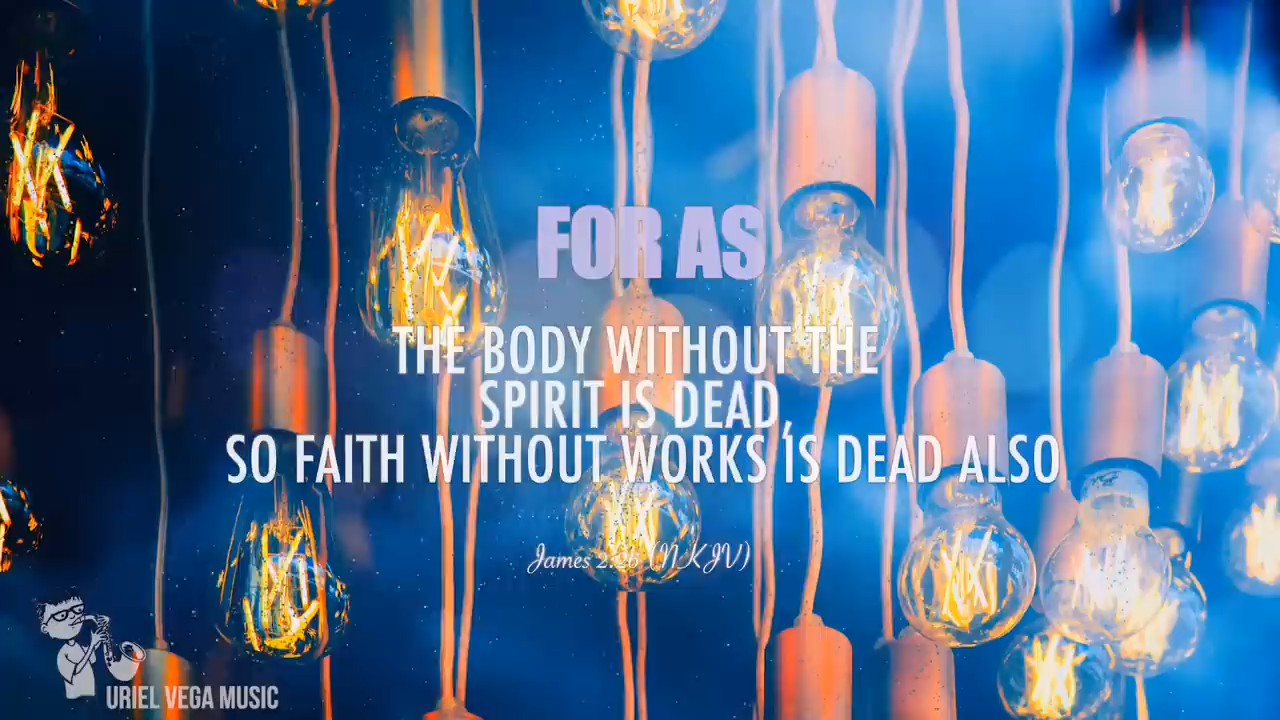 FOR AS
THE BODY WITHOUT THE
SPIRIT IS DEAD,
SO FAITH WITHOUT WORKS IS DEAD ALSO
James 2:26 (NKJV)
URIEL VEGA MUSIC